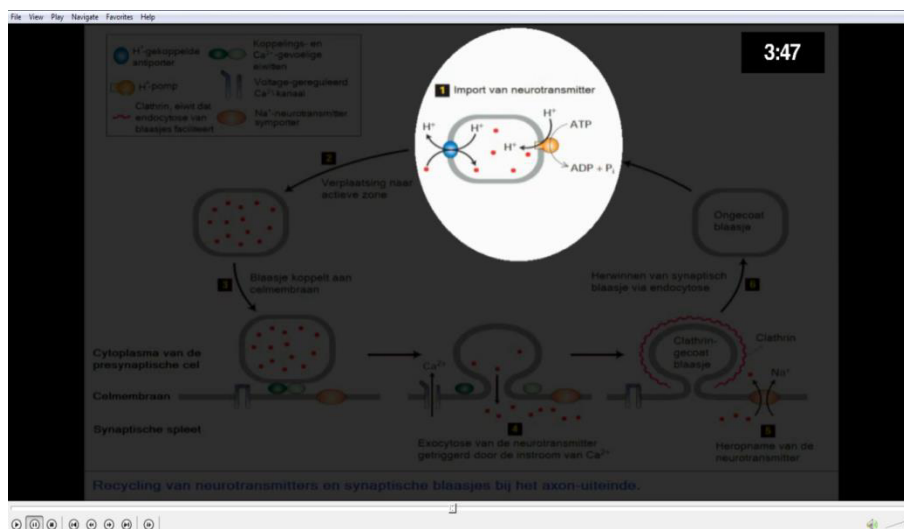 File View Play Navigate Favorites Help
3:47
H⁺-gekoppelde
antiporter
H⁺-pomp
Clathrin, eiwit dat
endocytose van
blaasjes faciliteert
Koppelings- en
Ca²⁺-gevoelige
eiwitten
Voltage-gereguleerd
Ca²⁺-kanaal
Na⁺-neurotransmitter
symporter
1 Import van neurotransmitter
H⁺
H⁺
H⁺
H⁺
ATP
ADP + Pᵢ
2
Verplaatsing naar
actieve zone
Ongecoat
blaasje
3
Blaasje koppelt aan
celmembraan
Herwinnen van synaptisch
blaasje via endocytose
6
Cytoplasma van de
presynaptische cel
Ca²⁺
Clathrin-
gecoat
blaasje
Clathrin
Na⁺
Celmembraan
Synaptische spleet
4
Exocytose van de neurotransmitter
getriggerd door de instroom van Ca²⁺
5
Heropname van de
neurotransmitter
Recycling van neurotransmitters en synaptische blaasjes bij het axon-uiteinde.